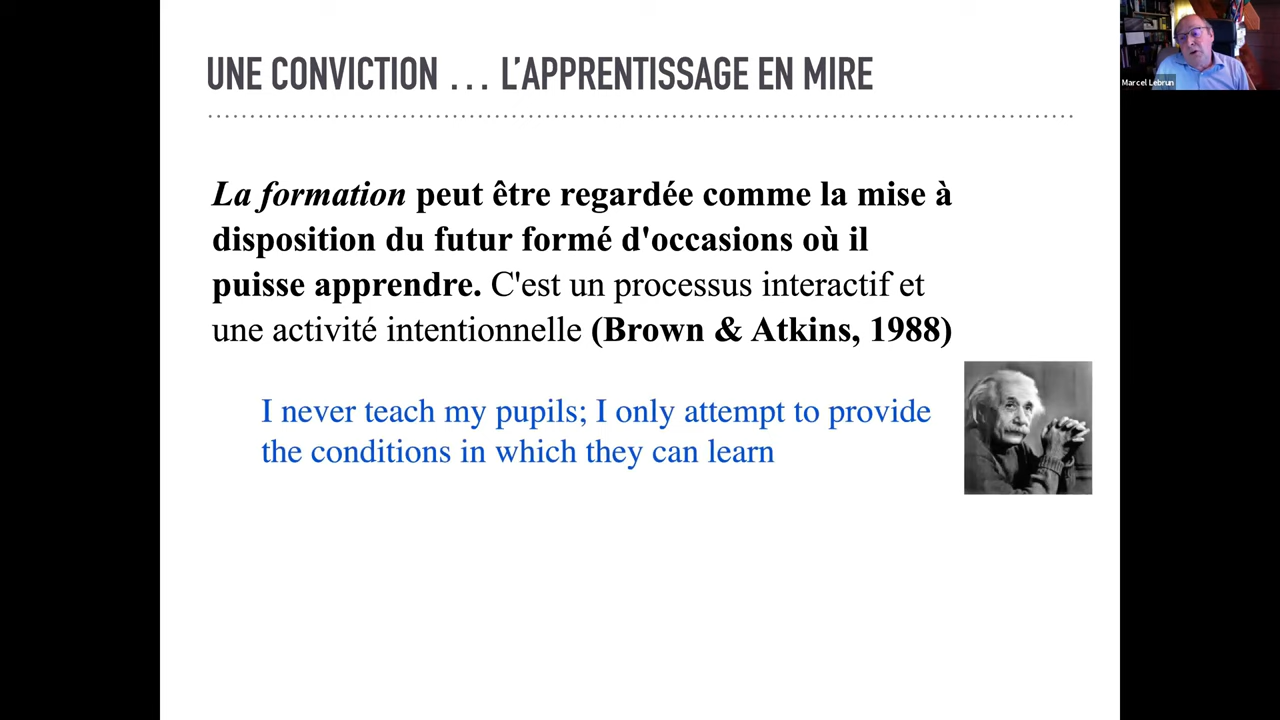 UNE CONVICTION ... L'APPRENTISSAGE EN MIRE
Marcel Lebrun
La formation peut être regardée comme la mise à
disposition du futur formé d'occasions où il
puisse apprendre. C'est un processus interactif et
une activité intentionnelle (Brown & Atkins, 1988)
I never teach my pupils; I only attempt to provide
the conditions in which they can learn